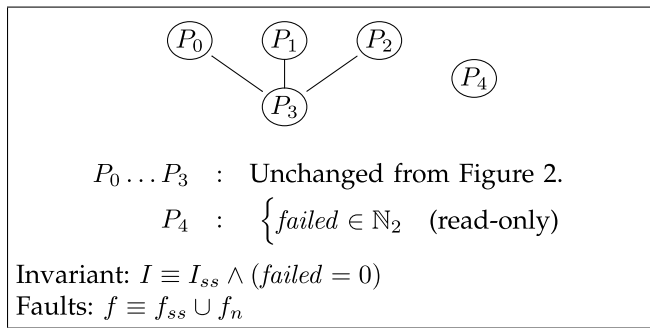 P₀ P₁ P₂
P₄
P₃
P₀ … P₃ : Unchanged from Figure 2.
P₄ : {failed ∈ ℕ₂ (read-only)
Invariant: I ≡ Iₛₛ ∧ (failed = 0)
Faults: f ≡ fₛₛ ∪ fₙ